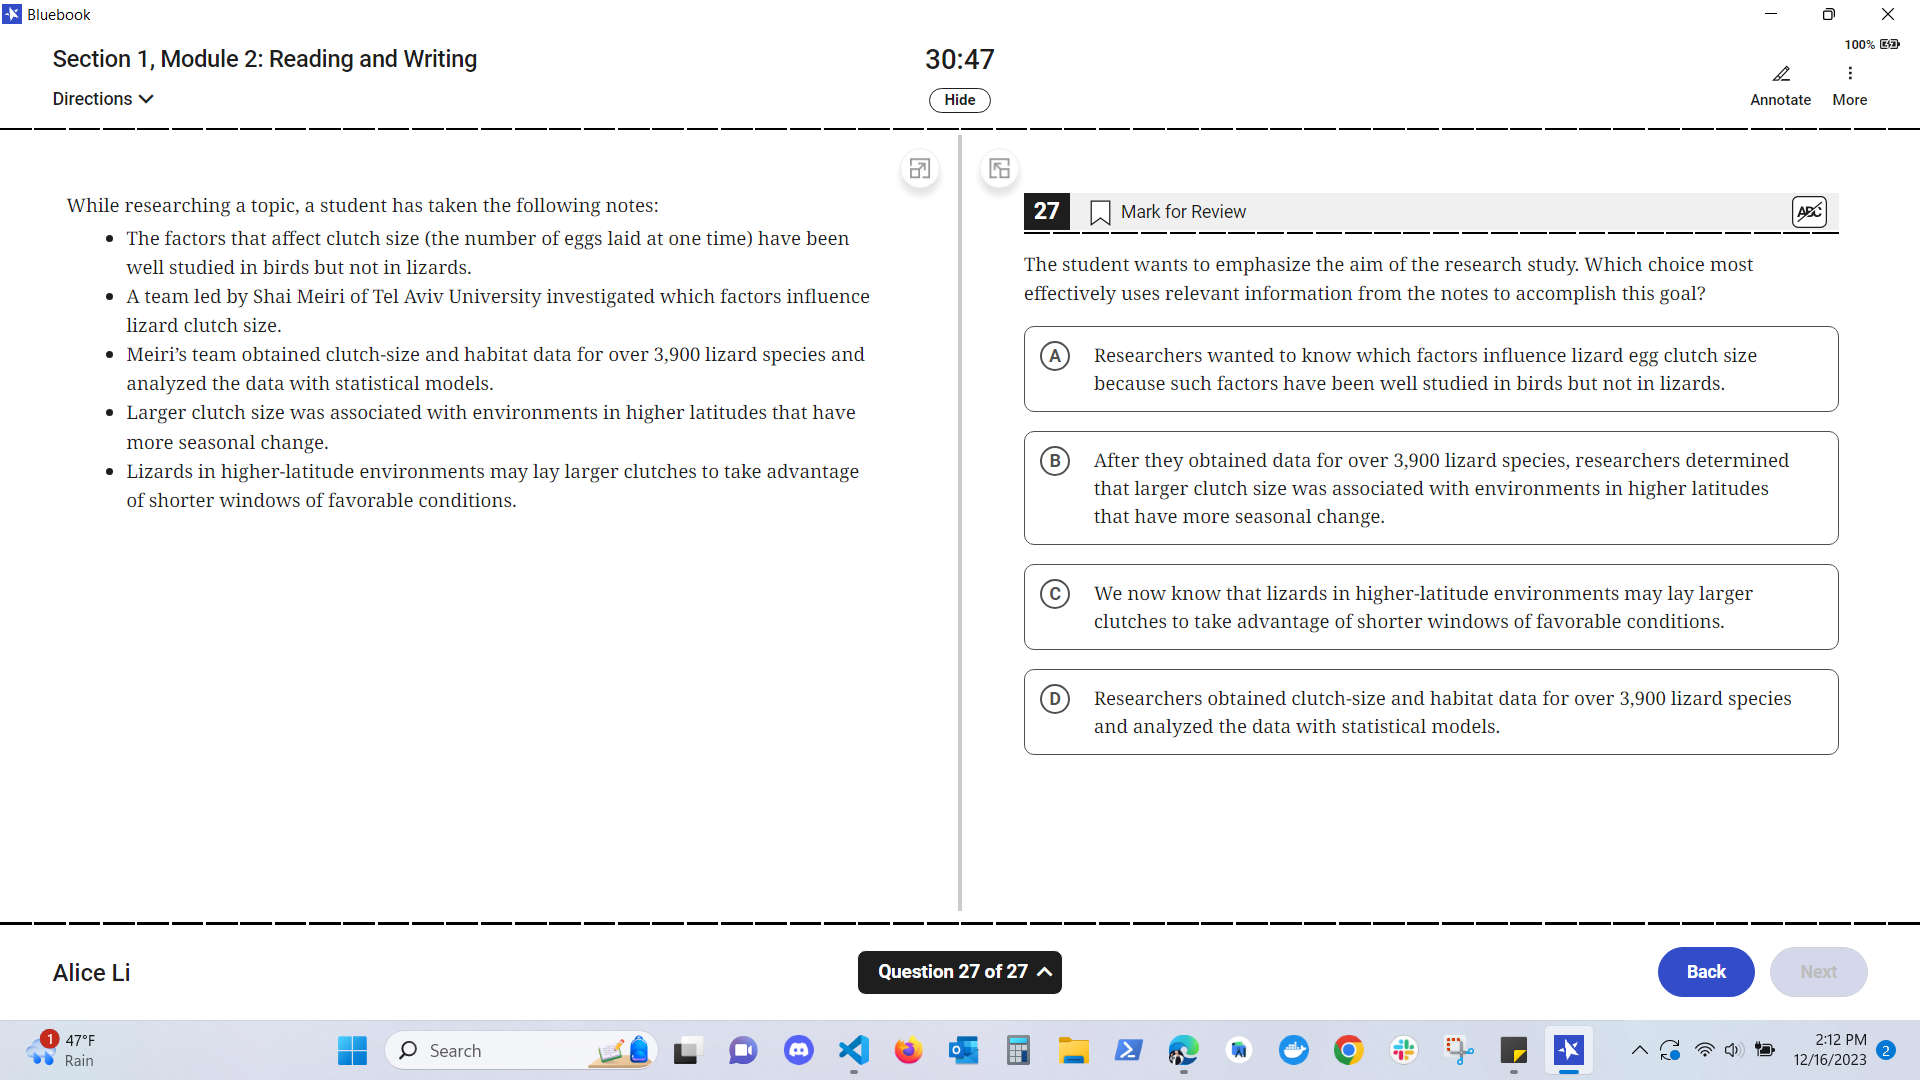 Bluebook
Section 1, Module 2: Reading and Writing
30:47
100%
Directions
Hide
Annotate
More
While researching a topic, a student has taken the following notes:
• The factors that affect clutch size (the number of eggs laid at one time) have been
well studied in birds but not in lizards.
• A team led by Shai Meiri of Tel Aviv University investigated which factors influence
lizard clutch size.
• Meiri’s team obtained clutch-size and habitat data for over 3,900 lizard species and
analyzed the data with statistical models.
• Larger clutch size was associated with environments in higher latitudes that have
more seasonal change.
• Lizards in higher-latitude environments may lay larger clutches to take advantage
of shorter windows of favorable conditions.
27
Mark for Review
ABC
The student wants to emphasize the aim of the research study. Which choice most
effectively uses relevant information from the notes to accomplish this goal?
A
Researchers wanted to know which factors influence lizard egg clutch size
because such factors have been well studied in birds but not in lizards.
B
After they obtained data for over 3,900 lizard species, researchers determined
that larger clutch size was associated with environments in higher latitudes
that have more seasonal change.
C
We now know that lizards in higher-latitude environments may lay larger
clutches to take advantage of shorter windows of favorable conditions.
D
Researchers obtained clutch-size and habitat data for over 3,900 lizard species
and analyzed the data with statistical models.
Alice Li
Question 27 of 27
Back
Next
1
47°F
Rain
Search
2:12 PM
12/16/2023
2